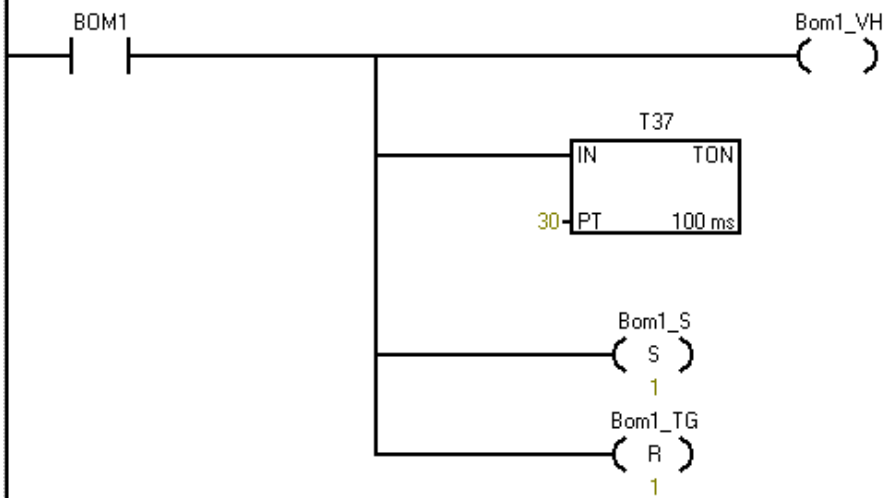 BOM1
Bom1_VH
T37
IN TON
30 PT 100 ms
Bom1_S
S
1
Bom1_TG
R
1